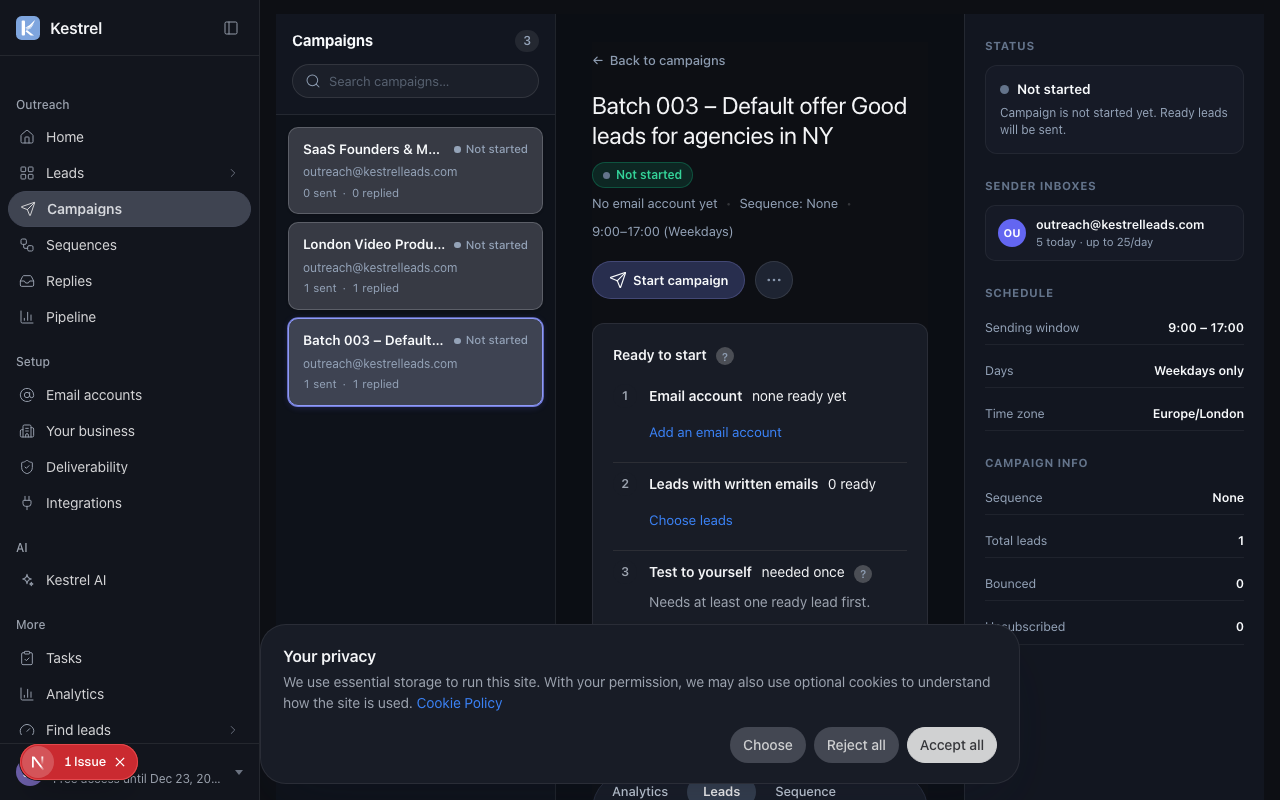 Kestrel
Outreach
Home
Leads
Campaigns
Sequences
Replies
Pipeline
Setup
Email accounts
Your business
Deliverability
Integrations
AI
Kestrel AI
More
Tasks
Analytics
Find leads
N 1 Issue
until Dec 23, 20...
Campaigns 3
Search campaigns...
SaaS Founders & M... Not started
outreach@kestrelleads.com
0 sent · 0 replied
London Video Produ... Not started
outreach@kestrelleads.com
1 sent · 1 replied
Batch 003 – Default... Not started
outreach@kestrelleads.com
1 sent · 1 replied
← Back to campaigns
Batch 003 – Default offer Good
leads for agencies in NY
Not started
No email account yet · Sequence: None ·
9:00–17:00 (Weekdays)
Start campaign
Ready to start ?
1 Email account none ready yet
Add an email account
2 Leads with written emails 0 ready
Choose leads
3 Test to yourself needed once ?
Needs at least one ready lead first.
Analytics Leads Sequence
STATUS
Not started
Campaign is not started yet. Ready leads
will be sent.
SENDER INBOXES
OU outreach@kestrelleads.com
5 today · up to 25/day
SCHEDULE
Sending window 9:00 – 17:00
Days Weekdays only
Time zone Europe/London
CAMPAIGN INFO
Sequence None
Total leads 1
Bounced 0
Unsubscribed 0
Your privacy
We use essential storage to run this site. With your permission, we may also use optional cookies to understand
how the site is used. Cookie Policy
Choose Reject all Accept all